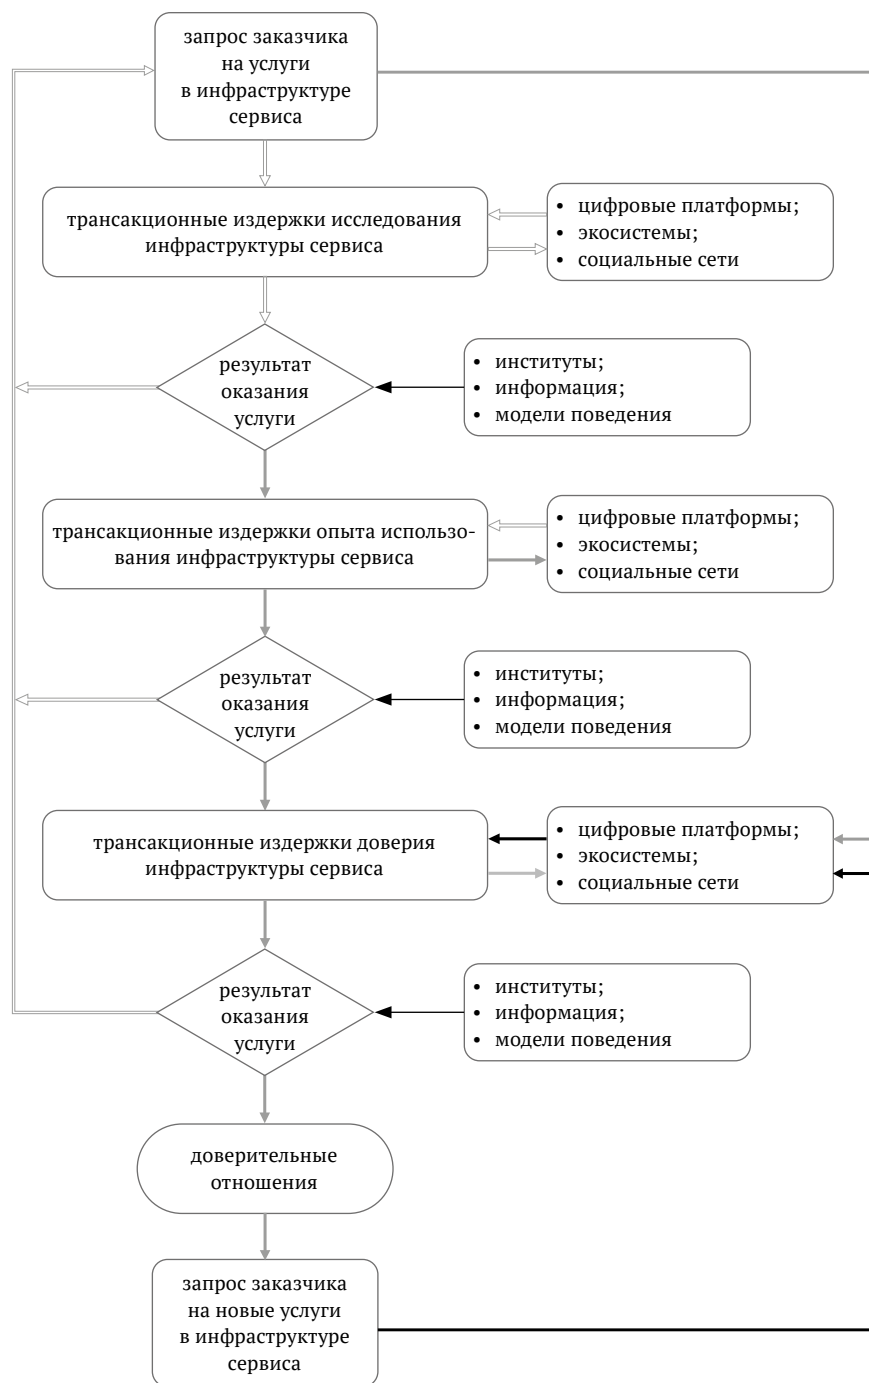 запрос заказчика
на услуги
в инфраструктуре
сервиса
трансакционные издержки исследования
инфраструктуры сервиса
• цифровые платформы;
• экосистемы;
• социальные сети
результат
оказания
услуги
• институты;
• информация;
• модели поведения
трансакционные издержки опыта использо-
вания инфраструктуры сервиса
• цифровые платформы;
• экосистемы;
• социальные сети
результат
оказания
услуги
• институты;
• информация;
• модели поведения
трансакционные издержки доверия
инфраструктуры сервиса
• цифровые платформы;
• экосистемы;
• социальные сети
результат
оказания
услуги
• институты;
• информация;
• модели поведения
доверительные
отношения
запрос заказчика
на новые услуги
в инфраструктуре
сервиса